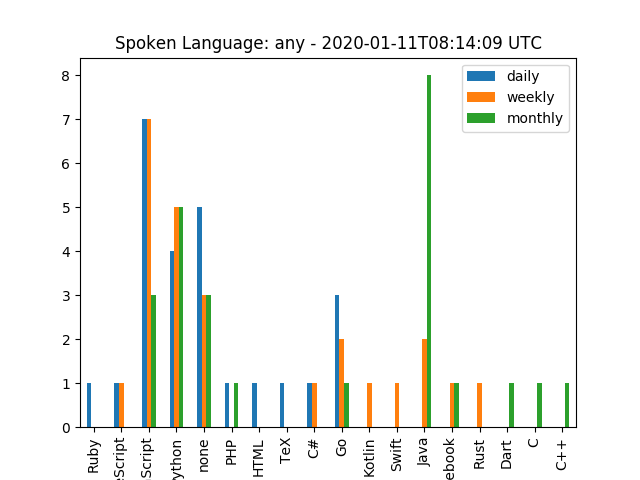 Spoken Language: any - 2020-01-11T08:14:09 UTC
daily
weekly
monthly
8
7
6
5
4
3
2
1
0
Ruby
eScript
Script
ython
none
PHP
HTML
TeX
C#
Go
Kotlin
Swift
Java
ebook
Rust
Dart
C
C++